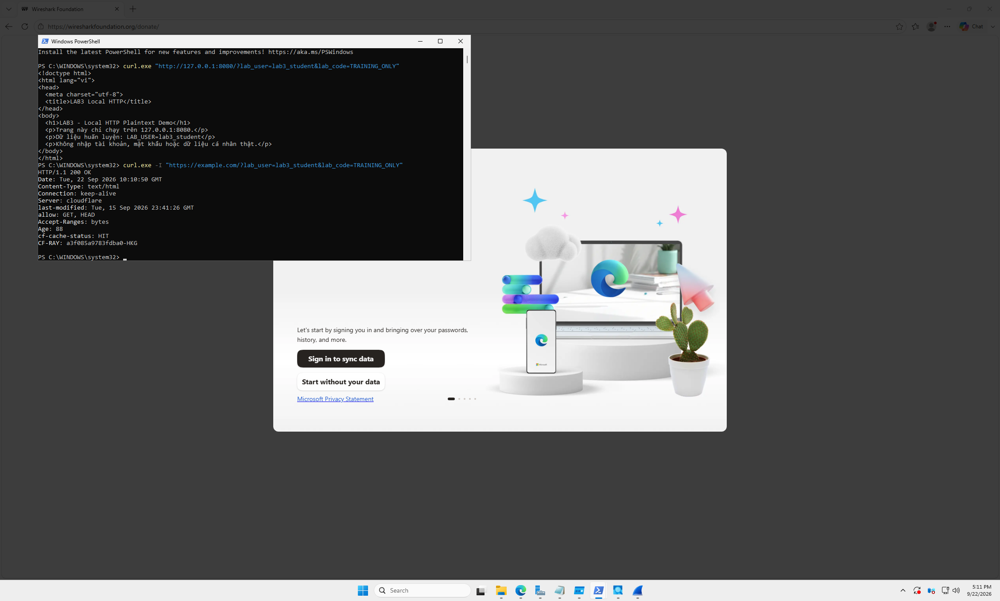 Wireshark Foundation
https://wiresharkfoundation.org/donate/
Chat
Windows PowerShell
Install the latest PowerShell for new features and improvements! https://aka.ms/PSWindows
PS C:\WINDOWS\system32> curl.exe "http://127.0.0.1:8080/?lab_user=lab3_student&lab_code=TRAINING_ONLY"
<!doctype html>
<html lang="vi">
<head>
  <meta charset="utf-8">
  <title>LAB3 Local HTTP</title>
</head>
<body>
  <h1>LAB3 - Local HTTP Plaintext Demo</h1>
  <p>Trang này chỉ chạy trên 127.0.0.1:8080.</p>
  <p>Dữ liệu huấn luyện: LAB_USER=lab3_student</p>
  <p>Không nhập tài khoản, mật khẩu hoặc dữ liệu cá nhân thật.</p>
</body>
</html>
PS C:\WINDOWS\system32> curl.exe -I "https://example.com/?lab_user=lab3_student&lab_code=TRAINING_ONLY"
HTTP/1.1 200 OK
Date: Tue, 22 Sep 2026 10:10:50 GMT
Content-Type: text/html
Connection: keep-alive
Server: cloudflare
last-modified: Tue, 15 Sep 2026 23:41:26 GMT
allow: GET, HEAD
Accept-Ranges: bytes
Age: 88
cf-cache-status: HIT
CF-RAY: a3f085a9783fdba0-HKG
PS C:\WINDOWS\system32>
Let's start by signing you in and bringing over your passwords,
history, and more.
Sign in to sync data
Start without your data
Microsoft Privacy Statement
Microsoft
Search
5:11 PM
9/22/2026